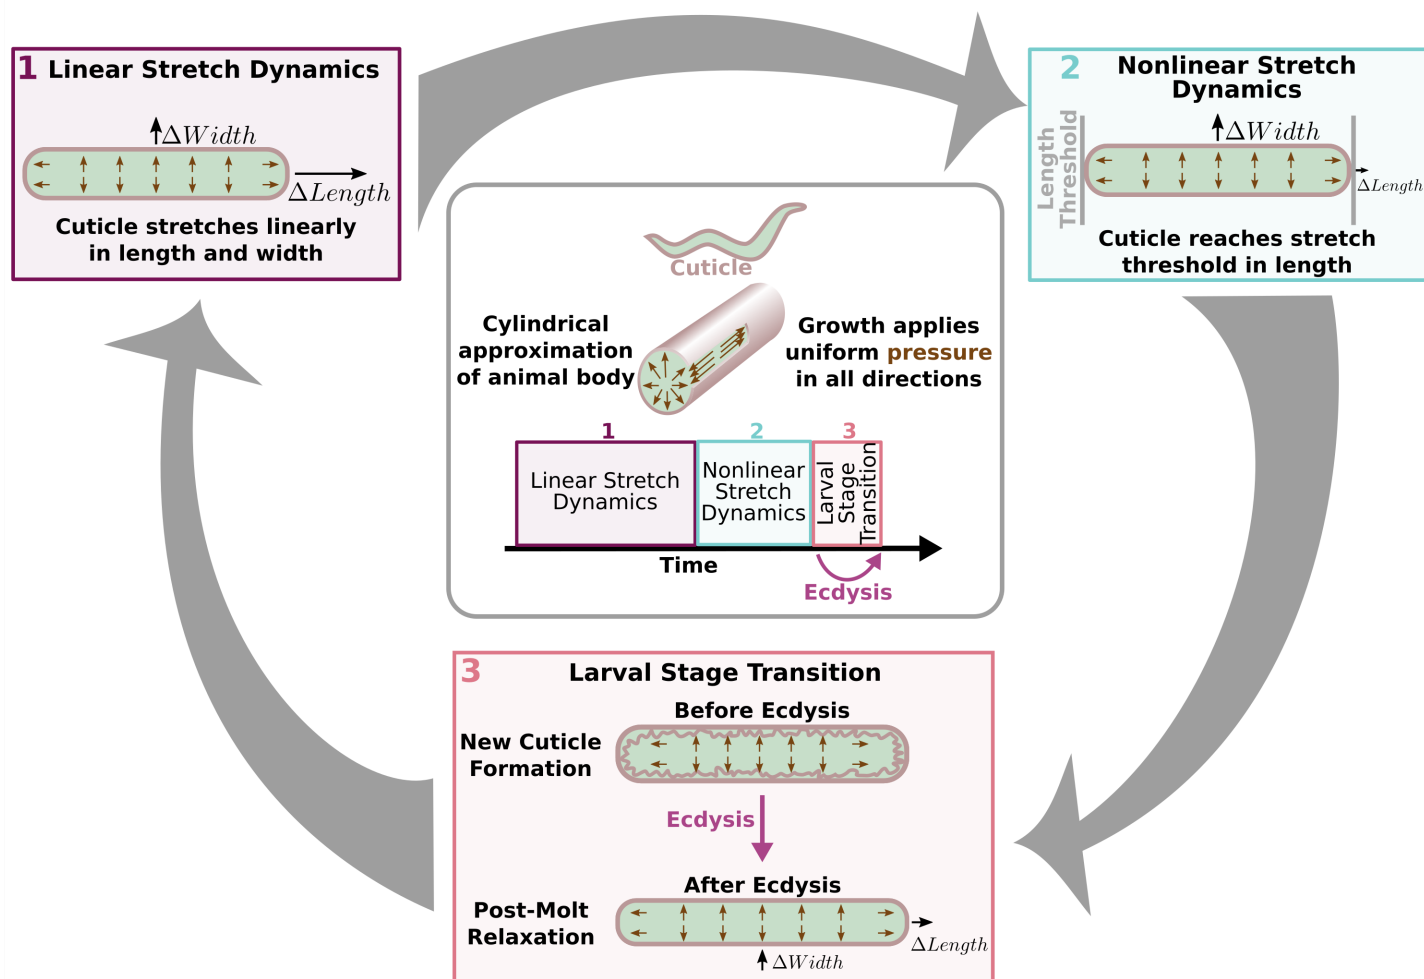 1 Linear Stretch Dynamics
ΔWidth
ΔLength
Cuticle stretches linearly
in length and width
2 Nonlinear Stretch
Dynamics
Length
Threshold
ΔWidth
ΔLength
Cuticle reaches stretch
threshold in length
Cuticle
Cylindrical
approximation
of animal body
Growth applies
uniform pressure
in all directions
1
2
3
Linear Stretch
Dynamics
Nonlinear
Stretch
Dynamics
Larval
Stage
Transition
Time
Ecdysis
3 Larval Stage Transition
Before Ecdysis
New Cuticle
Formation
Ecdysis
After Ecdysis
Post-Molt
Relaxation
ΔLength
ΔWidth